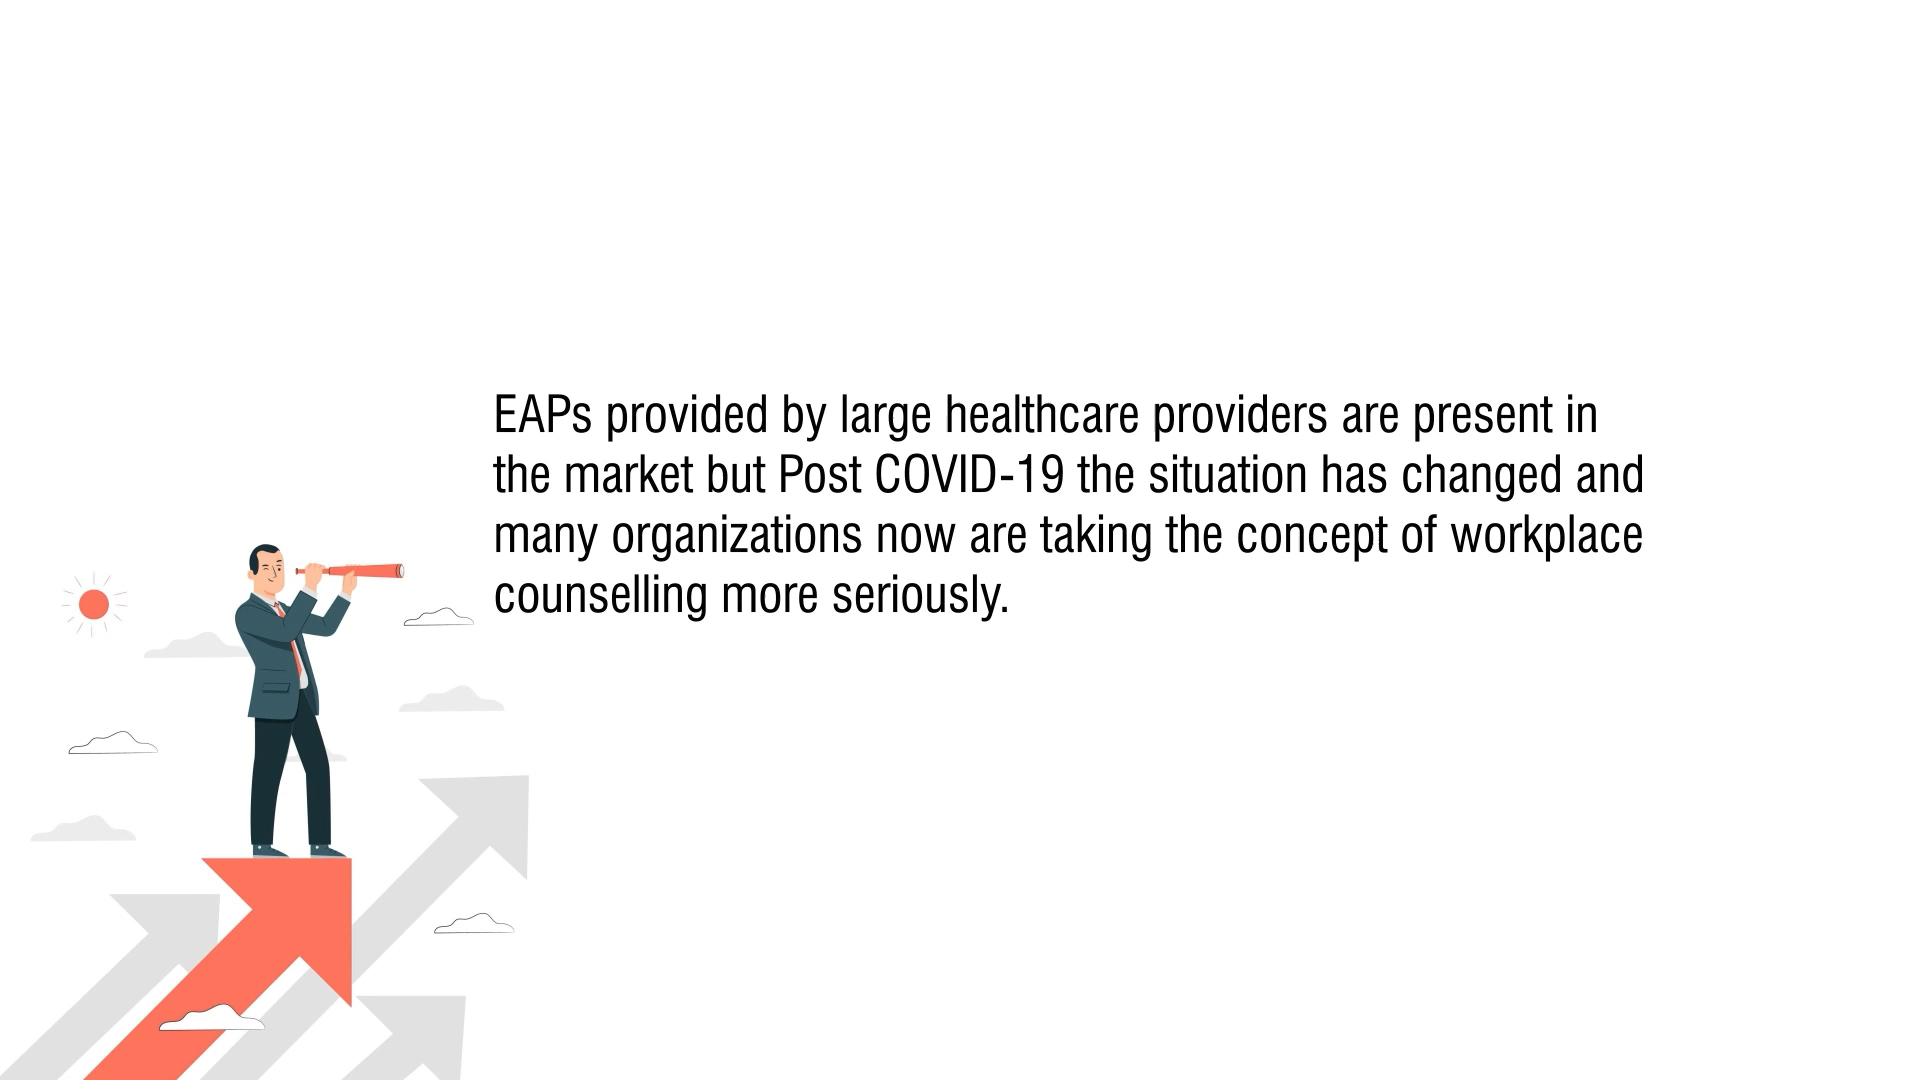 EAPs provided by large healthcare providers are present in
the market but Post COVID-19 the situation has changed and
many organizations now are taking the concept of workplace
counselling more seriously.